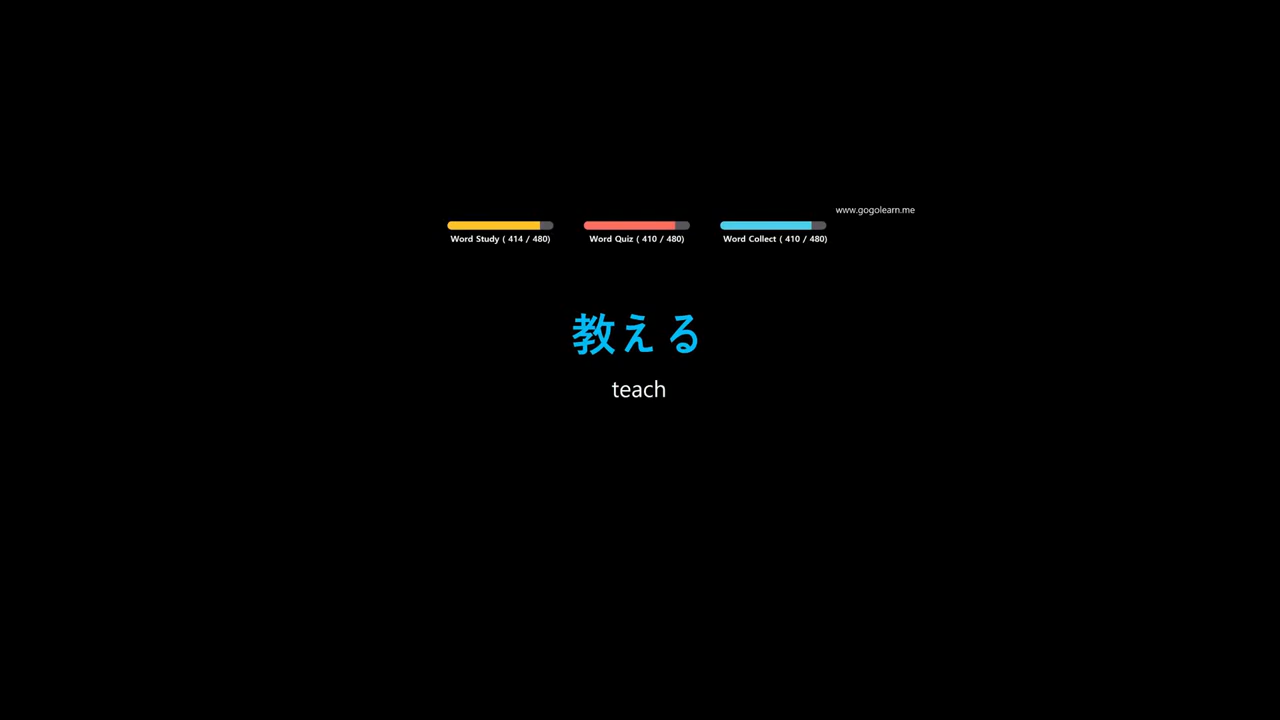 www.gogolearn.me
Word Study ( 414 / 480)
Word Quiz ( 410 / 480)
Word Collect ( 410 / 480)
教える
teach